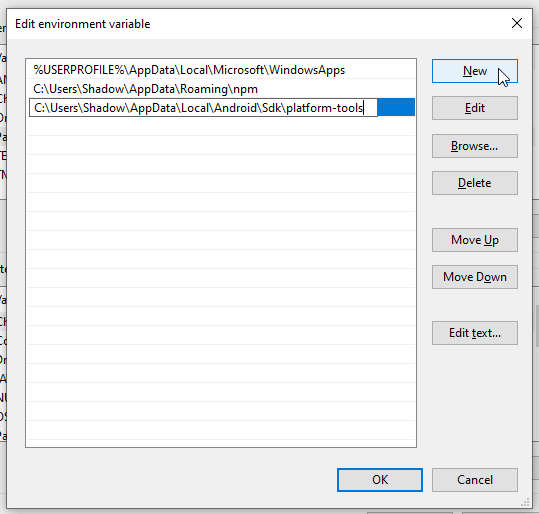 Edit environment variable
%USERPROFILE%\AppData\Local\Microsoft\WindowsApps
C:\Users\Shadow\AppData\Roaming\npm
C:\Users\Shadow\AppData\Local\Android\Sdk\platform-tools
New
Edit
Browse...
Delete
Move Up
Move Down
Edit text...
OK
Cancel